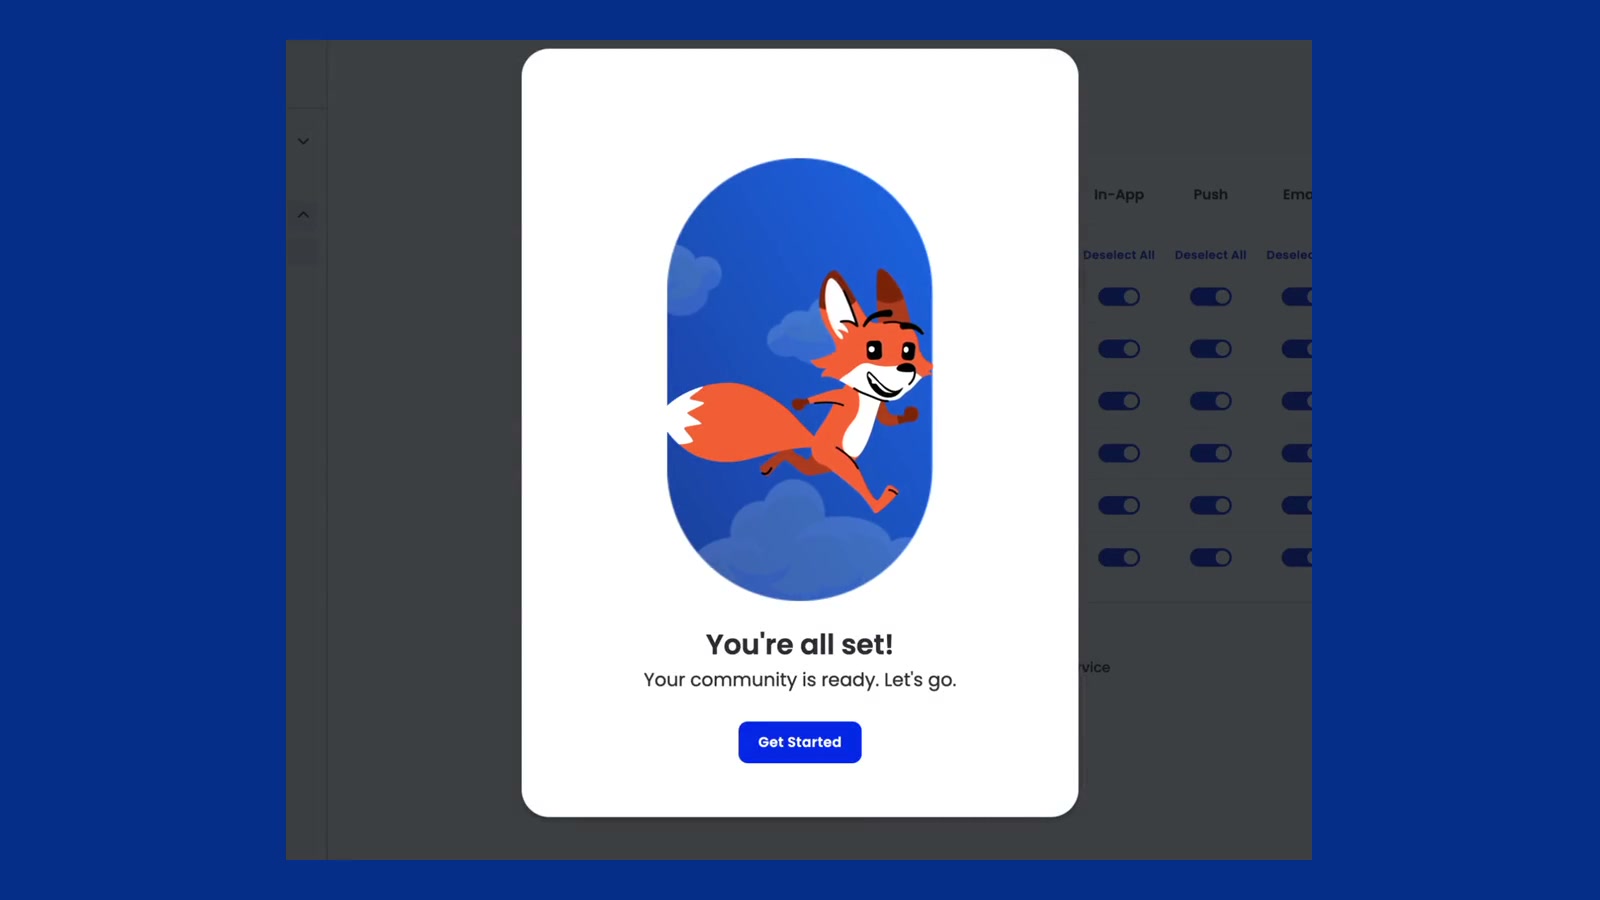 In-App Push
Deselect All Deselect All
You're all set!
Your community is ready. Let's go.
Get Started